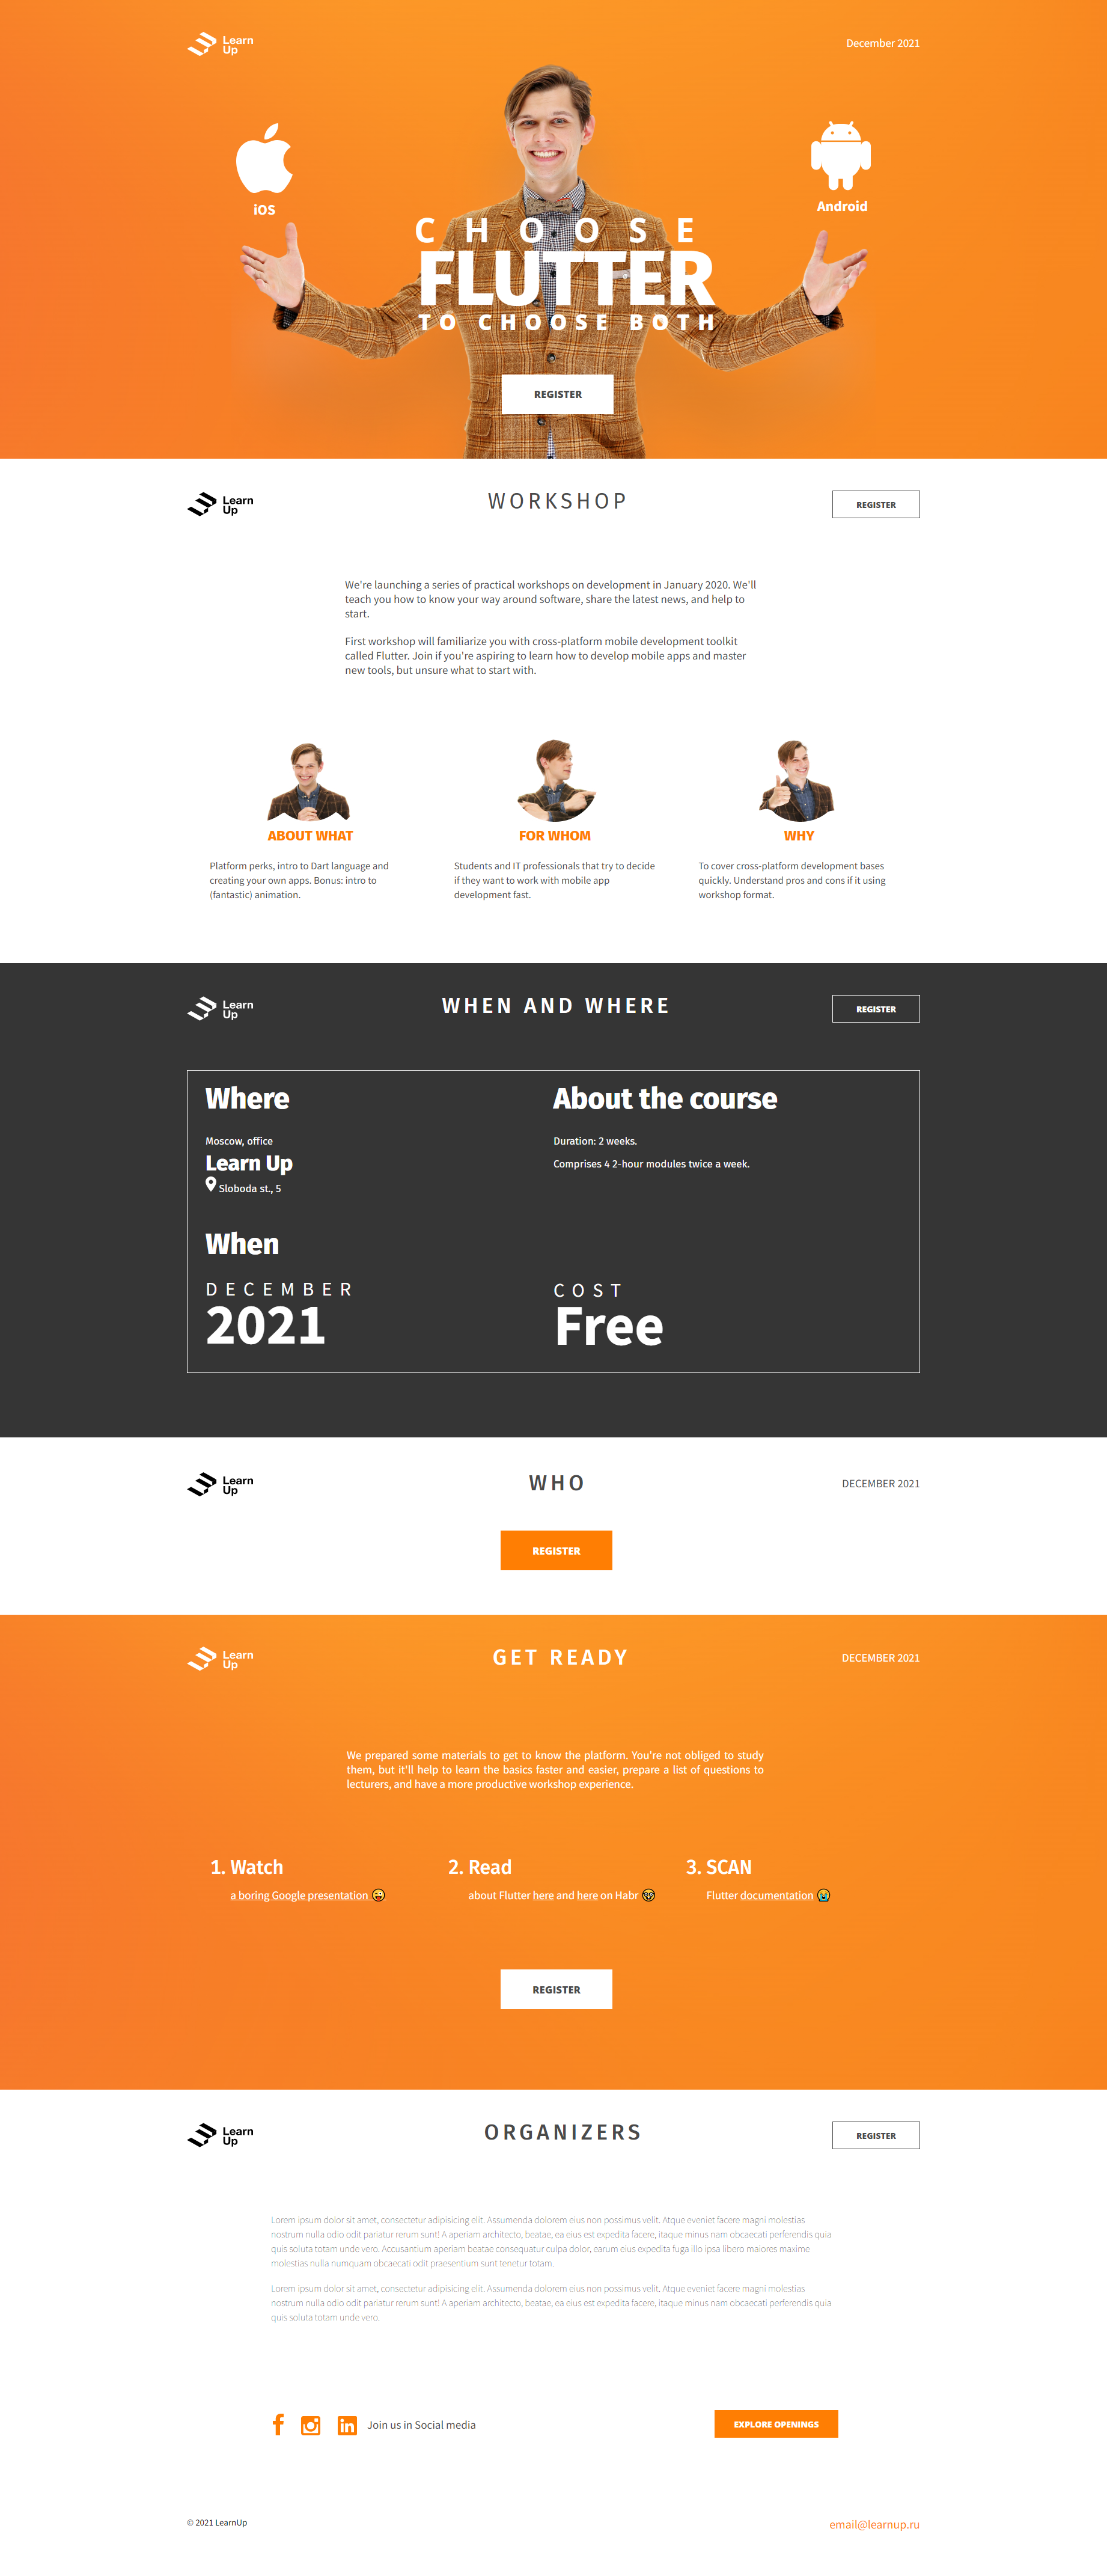 Learn
Up
December 2021
iOS
Android
CHOOSE
FLUTTER
TO CHOOSE BOTH
REGISTER
Learn
Up
WORKSHOP
REGISTER
We're launching a series of practical workshops on development in January 2020. We'll
teach you how to know your way around software, share the latest news, and help to
start.
First workshop will familiarize you with cross-platform mobile development toolkit
called Flutter. Join if you're aspiring to learn how to develop mobile apps and master
new tools, but unsure what to start with.
ABOUT WHAT
Platform perks, intro to Dart language and
creating your own apps. Bonus: intro to
(fantastic) animation.
FOR WHOM
Students and IT professionals that try to decide
if they want to work with mobile app
development fast.
WHY
To cover cross-platform development bases
quickly. Understand pros and cons if it using
workshop format.
Learn
Up
WHEN AND WHERE
REGISTER
Where
Moscow, office
Learn Up
Sloboda st., 5
About the course
Duration: 2 weeks.
Comprises 4 2-hour modules twice a week.
When
DECEMBER
2021
COST
Free
Learn
Up
WHO
DECEMBER 2021
REGISTER
Learn
Up
GET READY
DECEMBER 2021
We prepared some materials to get to know the platform. You're not obliged to study
them, but it'll help to learn the basics faster and easier, prepare a list of questions to
lecturers, and have a more productive workshop experience.
1. Watch
a boring Google presentation 😜
2. Read
about Flutter here and here on Habr 🤓
3. SCAN
Flutter documentation 😭
REGISTER
Learn
Up
ORGANIZERS
REGISTER
Lorem ipsum dolor sit amet, consectetur adipisicing elit. Assumenda dolorem eius non possimus velit. Atque eveniet facere magni molestias
nostrum nulla odio odit pariatur rerum sunt! A aperiam architecto, beatae, ea eius est expedita facere, itaque minus nam obcaecati perferendis quia
quis soluta totam unde vero. Accusantium aperiam beatae consequatur culpa dolor, earum eius expedita fuga illo ipsa libero maiores maxime
molestias nulla numquam obcaecati odit praesentium sunt tenetur totam.
Lorem ipsum dolor sit amet, consectetur adipisicing elit. Assumenda dolorem eius non possimus velit. Atque eveniet facere magni molestias
nostrum nulla odio odit pariatur rerum sunt! A aperiam architecto, beatae, ea eius est expedita facere, itaque minus nam obcaecati perferendis quia
quis soluta totam unde vero.
Join us in Social media
EXPLORE OPENINGS
© 2021 LearnUp
email@learnup.ru